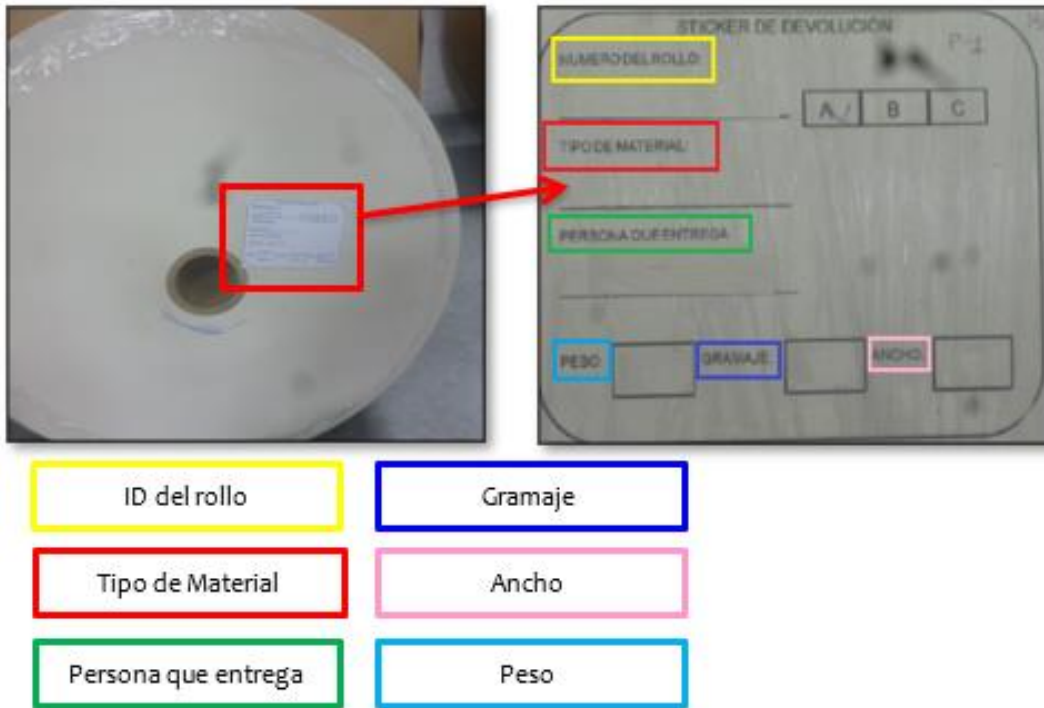 STICKER DE DEVOLUCIÓN
P-1
NUMERO DEL ROLLO:
A B C
TIPO DE MATERIAL:
PERSONA QUE ENTREGA
PESO GRAMAJE: ANCHO:
ID del rollo Gramaje
Tipo de Material Ancho
Persona que entrega Peso